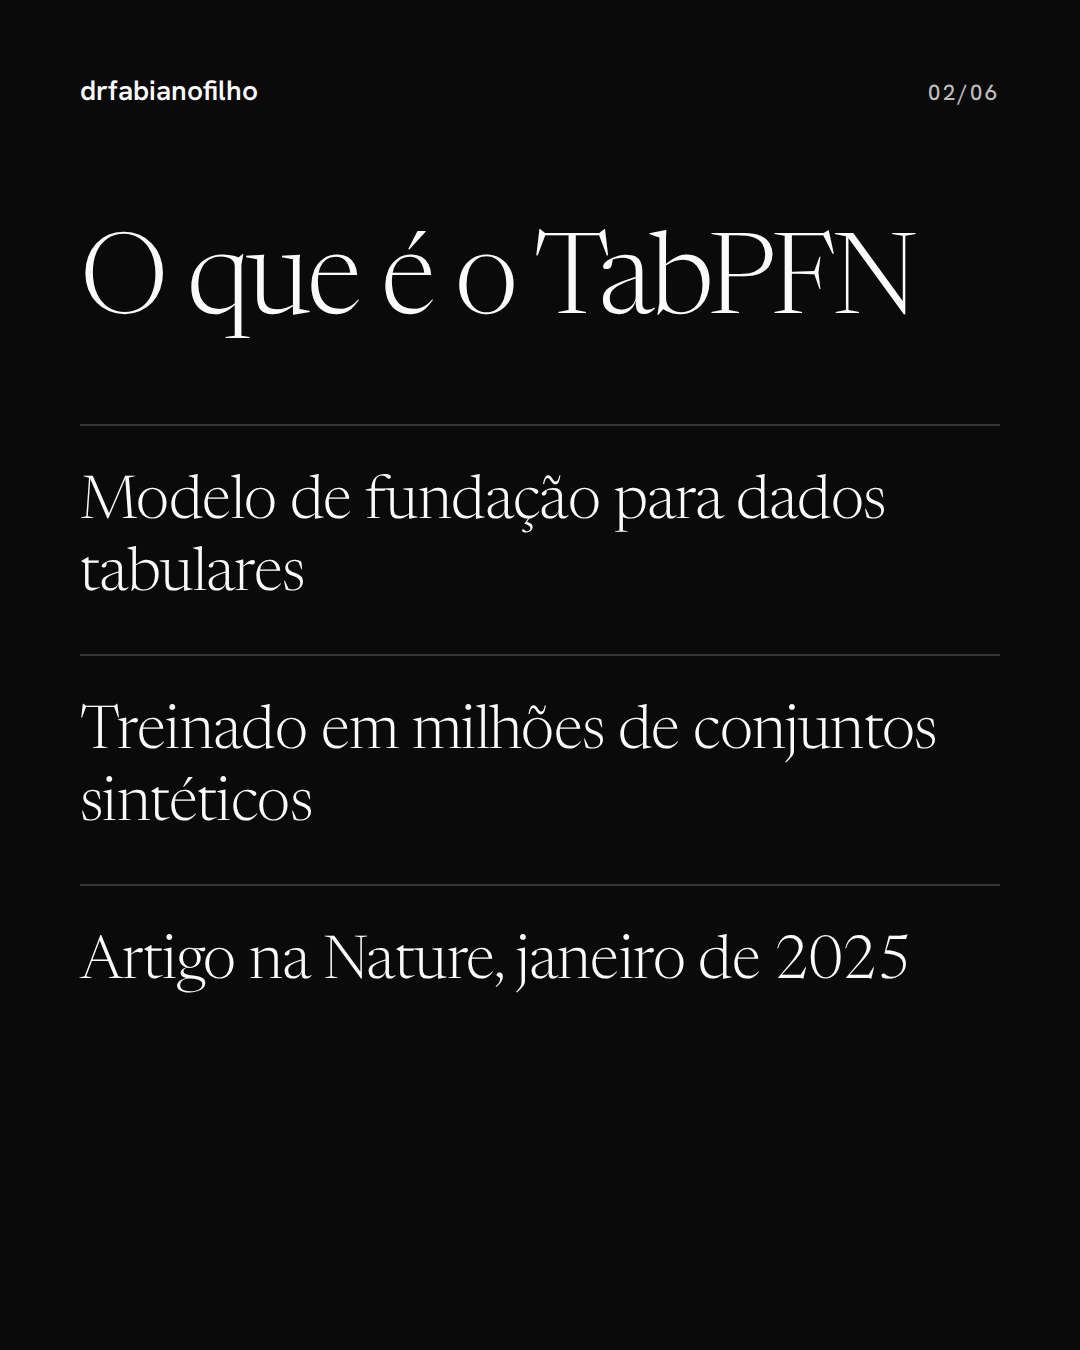 drfabianofilho
02/06
O que é o TabPFN
Modelo de fundação para dados
tabulares
Treinado em milhões de conjuntos
sintéticos
Artigo na Nature, janeiro de 2025